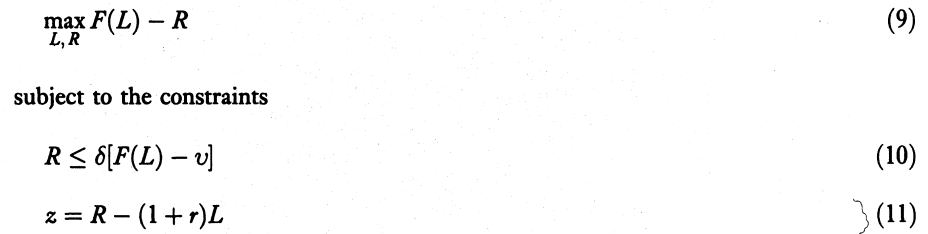 max F(L) − R (9)
L, R
subject to the constraints
R ≤ δ[F(L) − v] (10)
z = R − (1 + r)L (11)